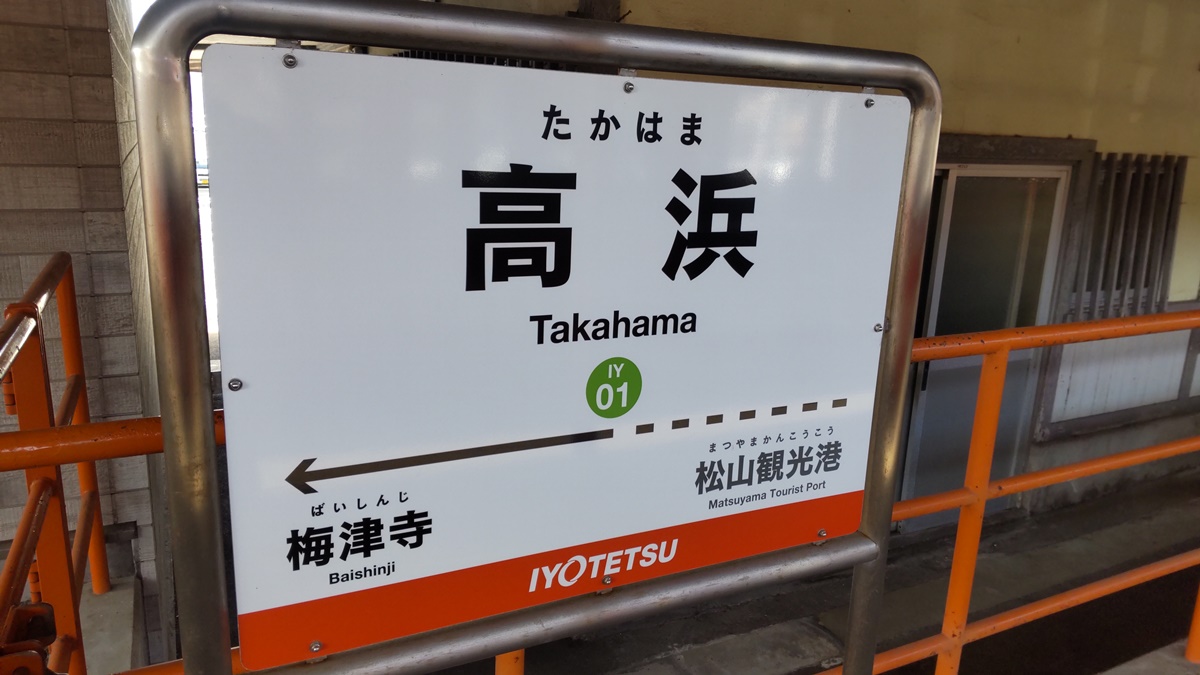 たかはま
高浜
Takahama
IY
01
まつやまかんこうこう
松山観光港
Matsuyama Tourist Port
ばいしんじ
梅津寺
Baishinji
IYOTETSU